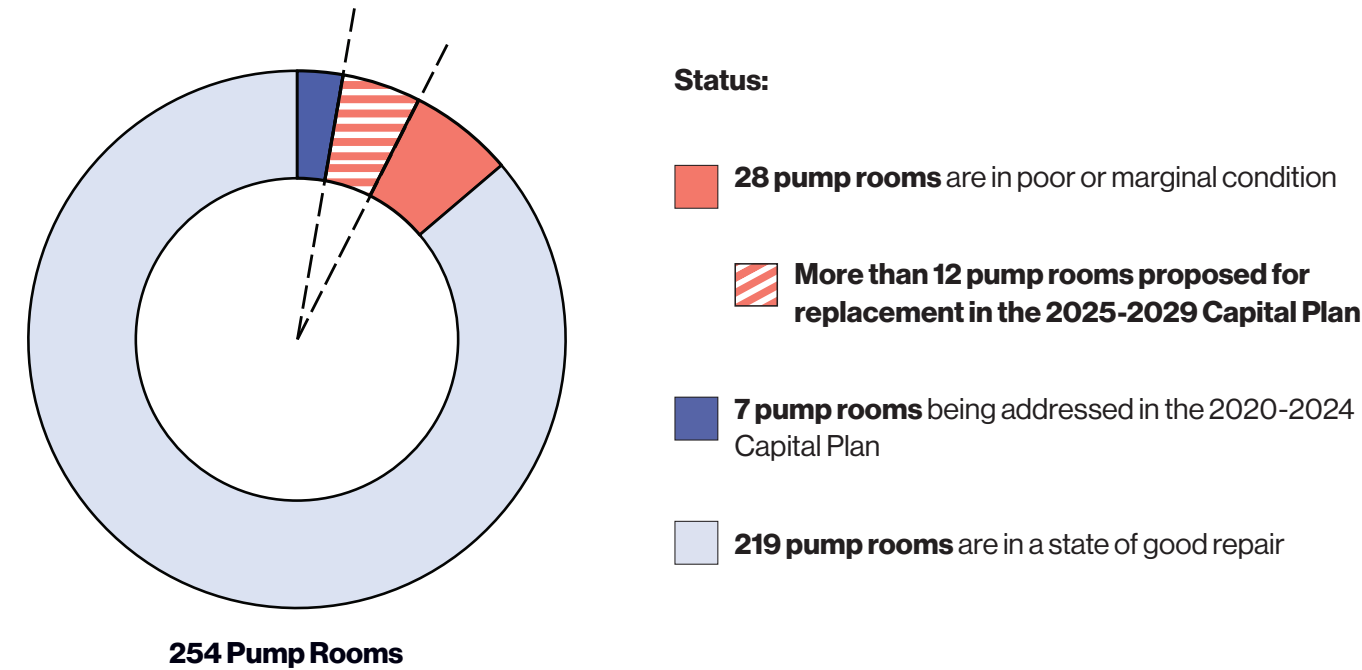 Status:
28 pump rooms are in poor or marginal condition
More than 12 pump rooms proposed for
replacement in the 2025-2029 Capital Plan
7 pump rooms being addressed in the 2020-2024
Capital Plan
219 pump rooms are in a state of good repair
254 Pump Rooms